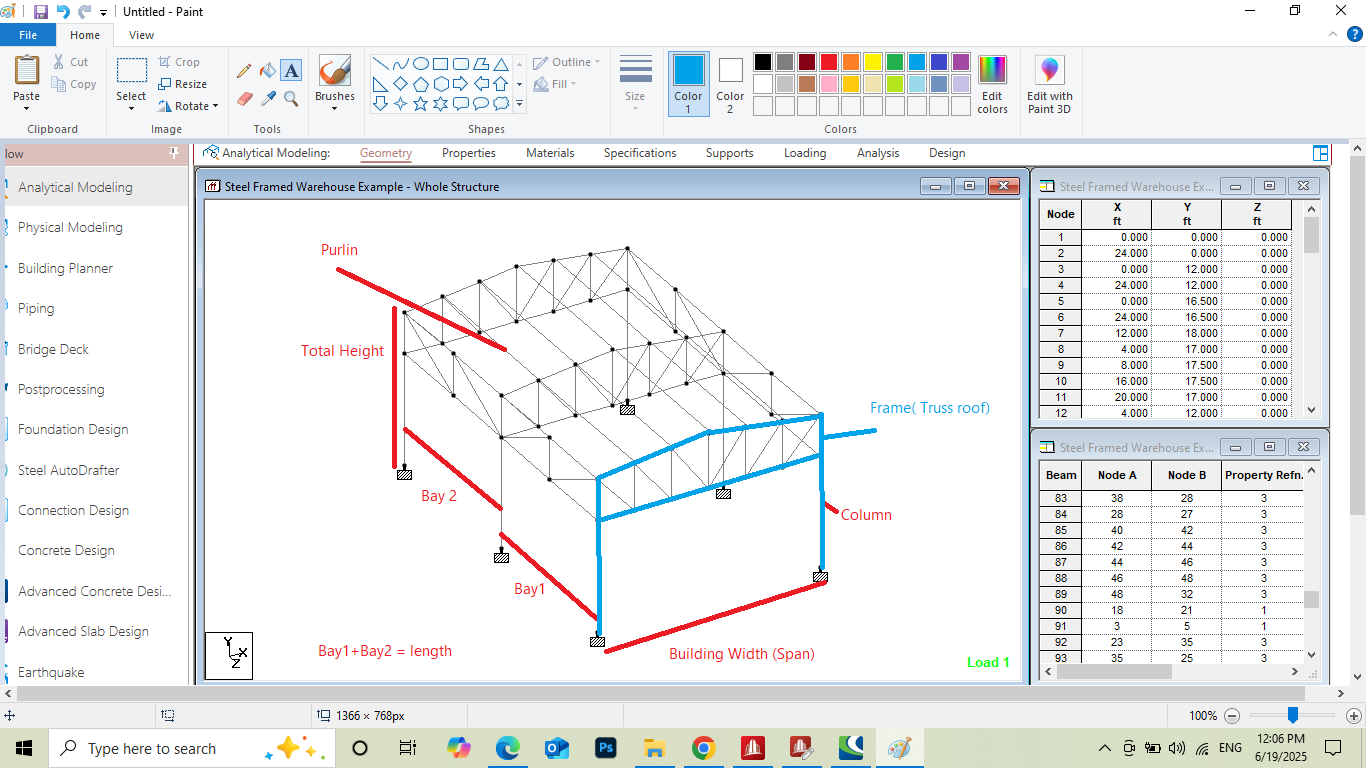 Untitled - Paint
File Home View
Paste
Cut
Copy
Clipboard
Select
Crop
Resize
Rotate
Image
A
Tools
Brushes
Shapes
Outline
Fill
Size
Color 1
Color 2
Colors
Edit colors
Edit with Paint 3D
low
Analytical Modeling
Physical Modeling
Building Planner
Piping
Bridge Deck
Postprocessing
Foundation Design
Steel AutoDrafter
Connection Design
Concrete Design
Advanced Concrete Desi...
Advanced Slab Design
Earthquake
Analytical Modeling: Geometry Properties Materials Specifications Supports Loading Analysis Design
Steel Framed Warehouse Example - Whole Structure
Purlin
Total Height
Frame( Truss roof)
Bay 2
Column
Bay1
Bay1+Bay2 = length
Building Width (Span)
Load 1
Y
X
Z
Steel Framed Warehouse Ex...
Node X ft Y ft Z ft
1 0.000 0.000 0.000
2 24.000 0.000 0.000
3 0.000 12.000 0.000
4 24.000 12.000 0.000
5 0.000 16.500 0.000
6 24.000 16.500 0.000
7 12.000 18.000 0.000
8 4.000 17.000 0.000
9 8.000 17.500 0.000
10 16.000 17.500 0.000
11 20.000 17.000 0.000
12 4.000 12.000 0.000
Steel Framed Warehouse Ex...
Beam Node A Node B Property Refn.
83 38 28 3
84 28 27 3
85 40 42 3
86 42 44 3
87 44 46 3
88 46 48 3
89 48 32 3
90 18 21 1
91 3 5 1
92 23 35 3
93 35 25 3
1366 × 768px
100%
Type here to search
Ps
ENG
12:06 PM
6/19/2025